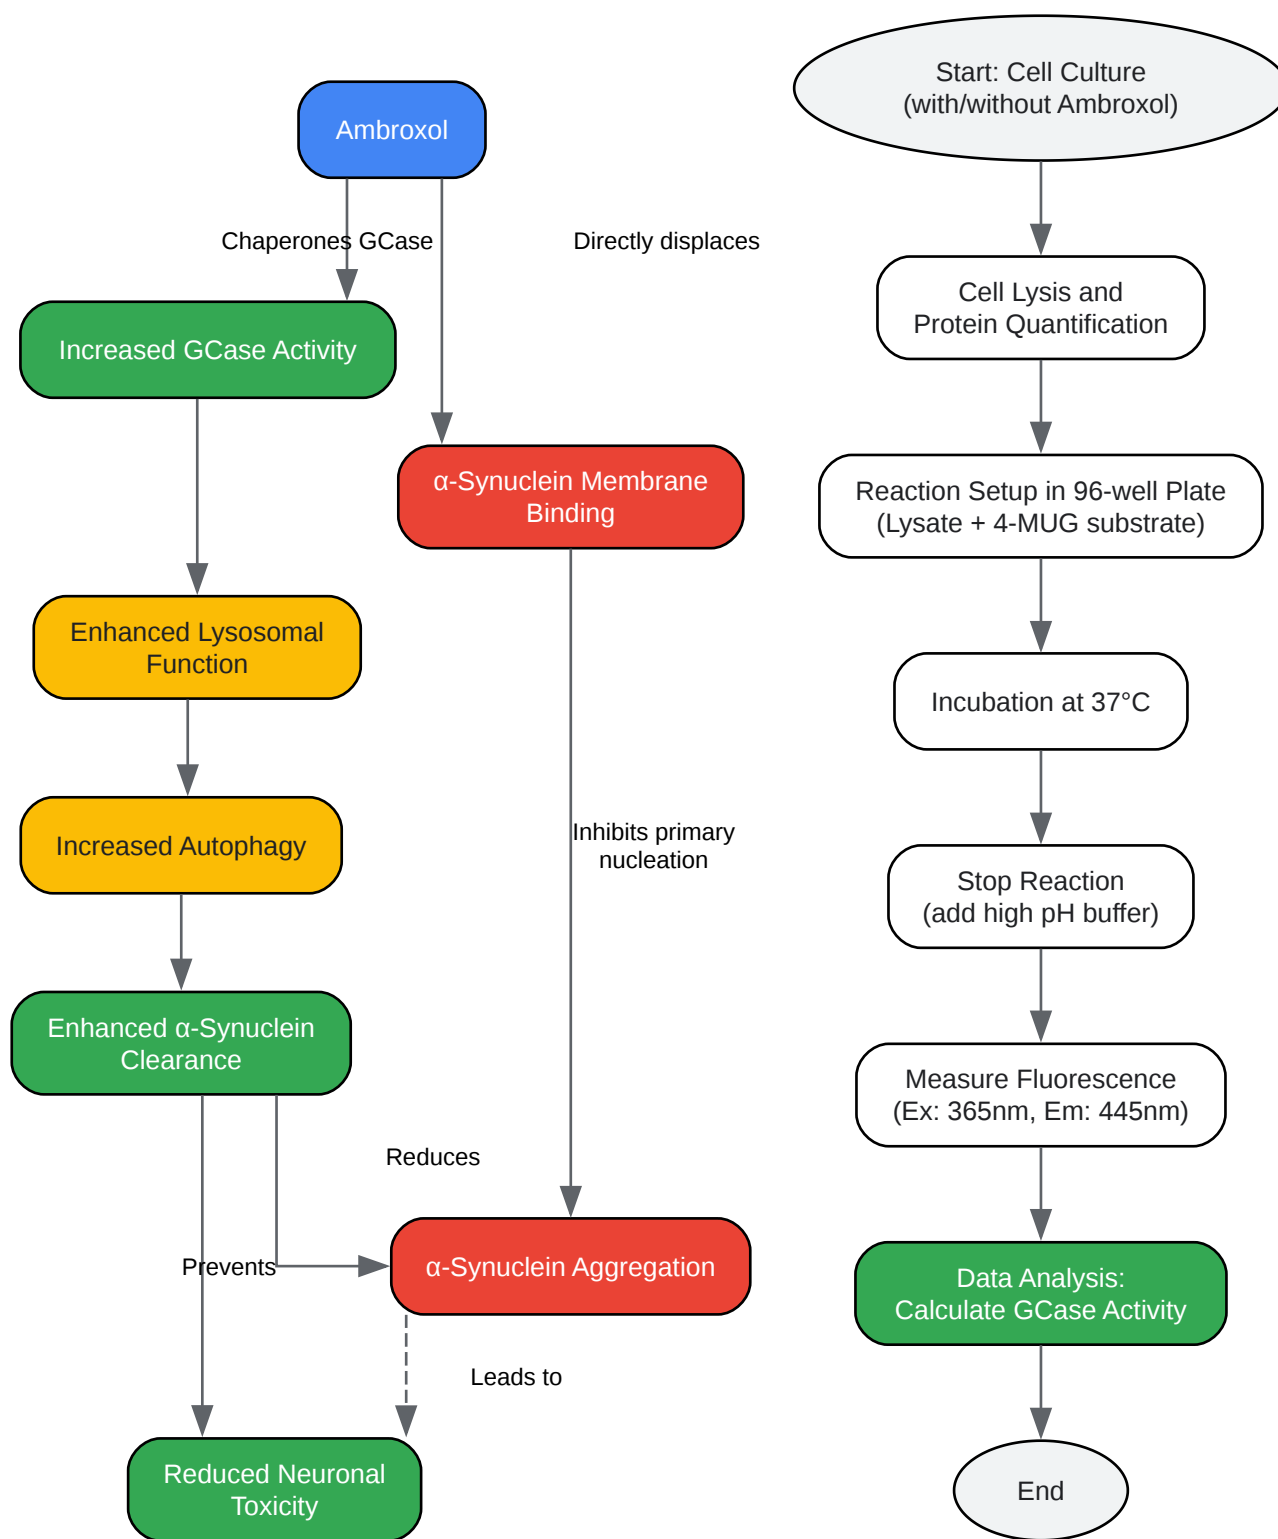 Ambroxol
Chaperones GCase
Directly displaces
Increased GCase Activity
α-Synuclein Membrane
Binding
Enhanced Lysosomal
Function
Increased Autophagy
Inhibits primary
nucleation
Enhanced α-Synuclein
Clearance
Reduces
Prevents
α-Synuclein Aggregation
Leads to
Reduced Neuronal
Toxicity
Start: Cell Culture
(with/without Ambroxol)
Cell Lysis and
Protein Quantification
Reaction Setup in 96-well Plate
(Lysate + 4-MUG substrate)
Incubation at 37°C
Stop Reaction
(add high pH buffer)
Measure Fluorescence
(Ex: 365nm, Em: 445nm)
Data Analysis:
Calculate GCase Activity
End